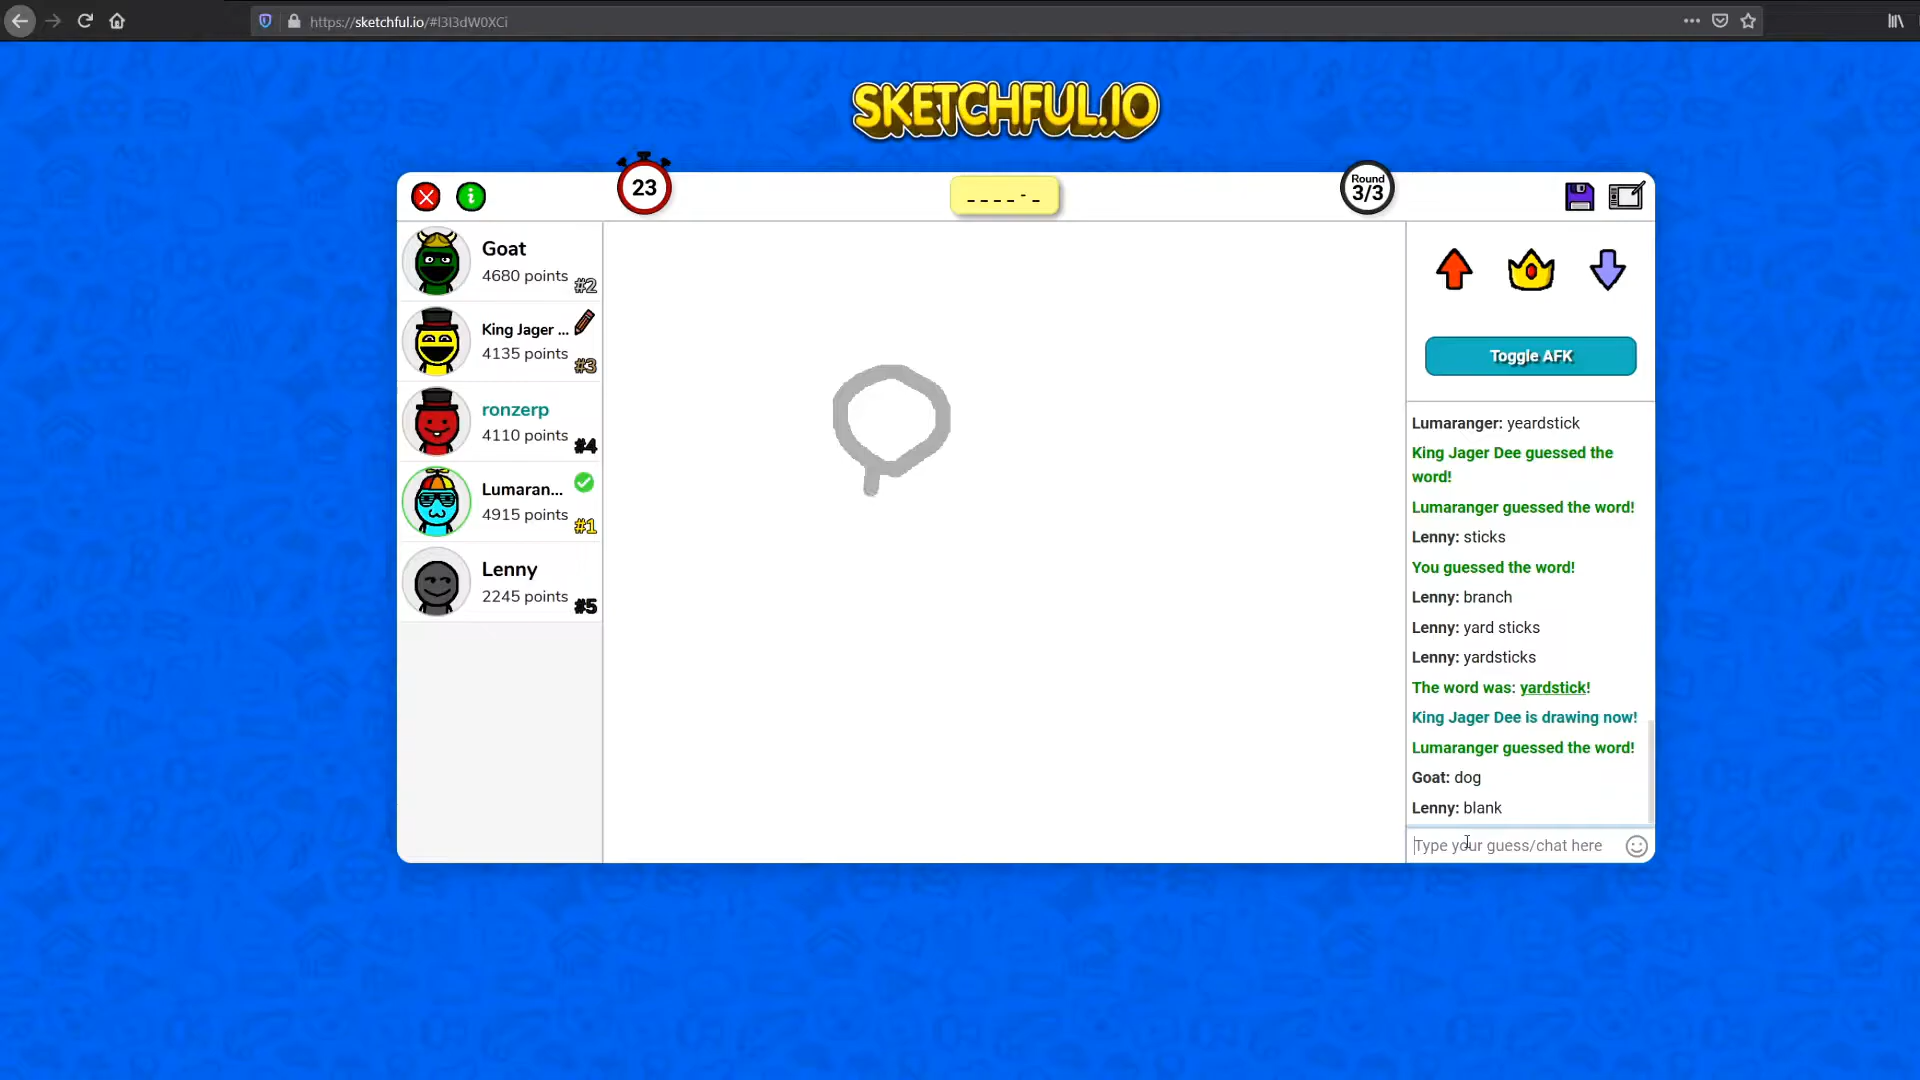 https://sketchful.io/#l3I3dW0XCi
SKETCHFUL.IO
23
_ _ _ _ - _
Round
3/3
Goat
4680 points
#2
King Jager ...
4135 points
#3
ronzerp
4110 points
#4
Lumaran...
4915 points
#1
Lenny
2245 points
#5
Toggle AFK
Lumaranger: yeardstick
King Jager Dee guessed the
word!
Lumaranger guessed the word!
Lenny: sticks
You guessed the word!
Lenny: branch
Lenny: yard sticks
Lenny: yardsticks
The word was: yardstick!
King Jager Dee is drawing now!
Lumaranger guessed the word!
Goat: dog
Lenny: blank
Type your guess/chat here